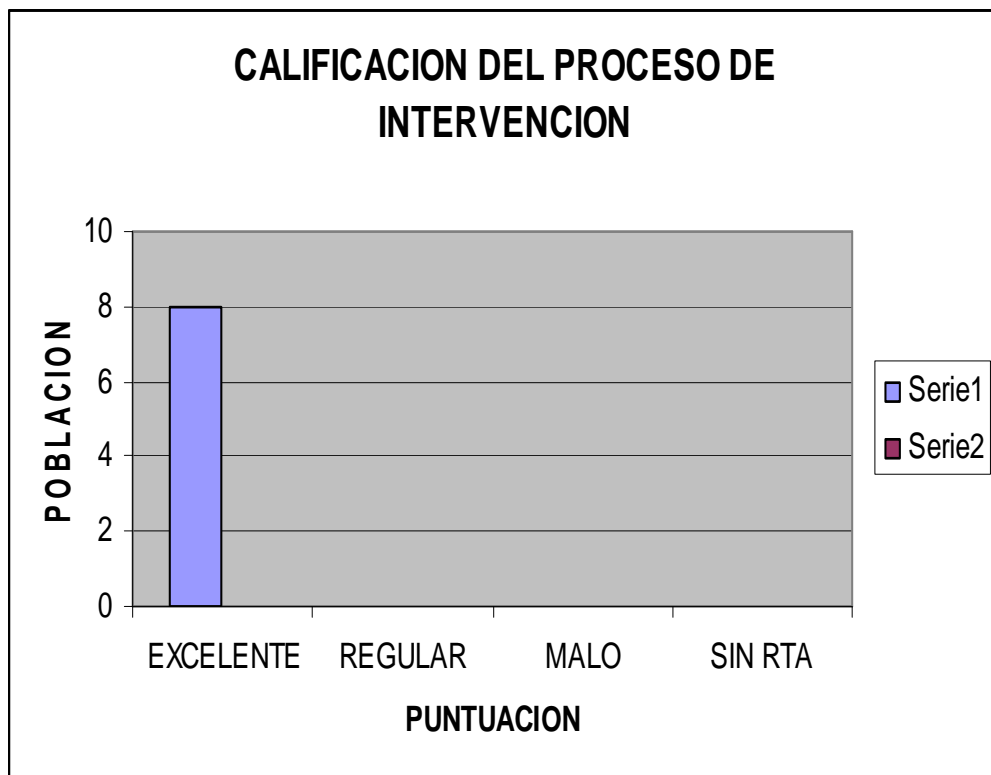 CALIFICACION DEL PROCESO DE
INTERVENCION
POBLACION
10
8
6
4
2
0
EXCELENTE REGULAR MALO SIN RTA
PUNTUACION
Serie1
Serie2